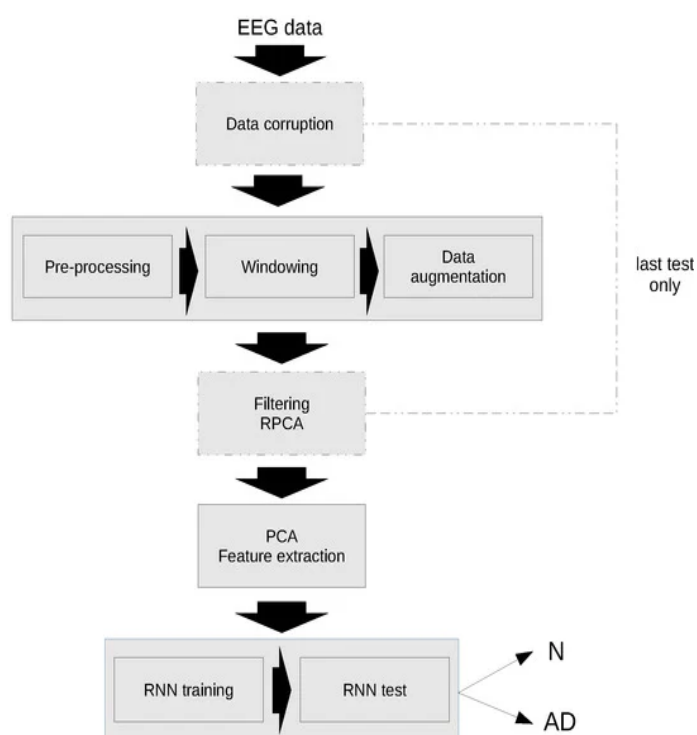 EEG data
Data corruption
Pre-processing
Windowing
Data
augmentation
last test
only
Filtering
RPCA
PCA
Feature extraction
RNN training
RNN test
N
AD